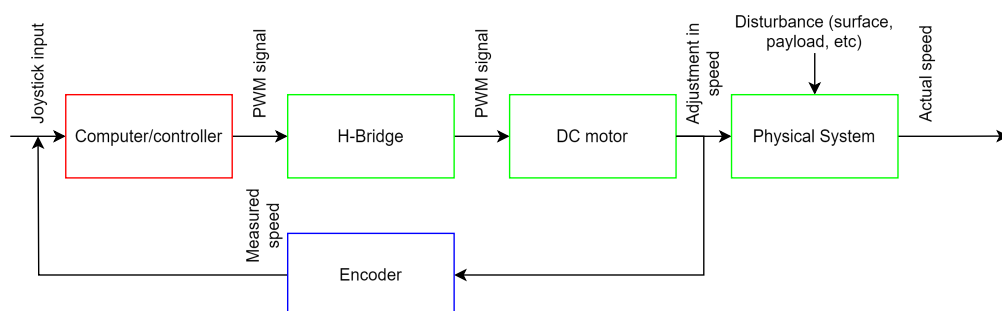 Joystick input
Computer/controller
PWM signal
H-Bridge
PWM signal
DC motor
Adjustment in
speed
Disturbance (surface,
payload, etc)
Physical System
Actual speed
Measured
speed
Encoder